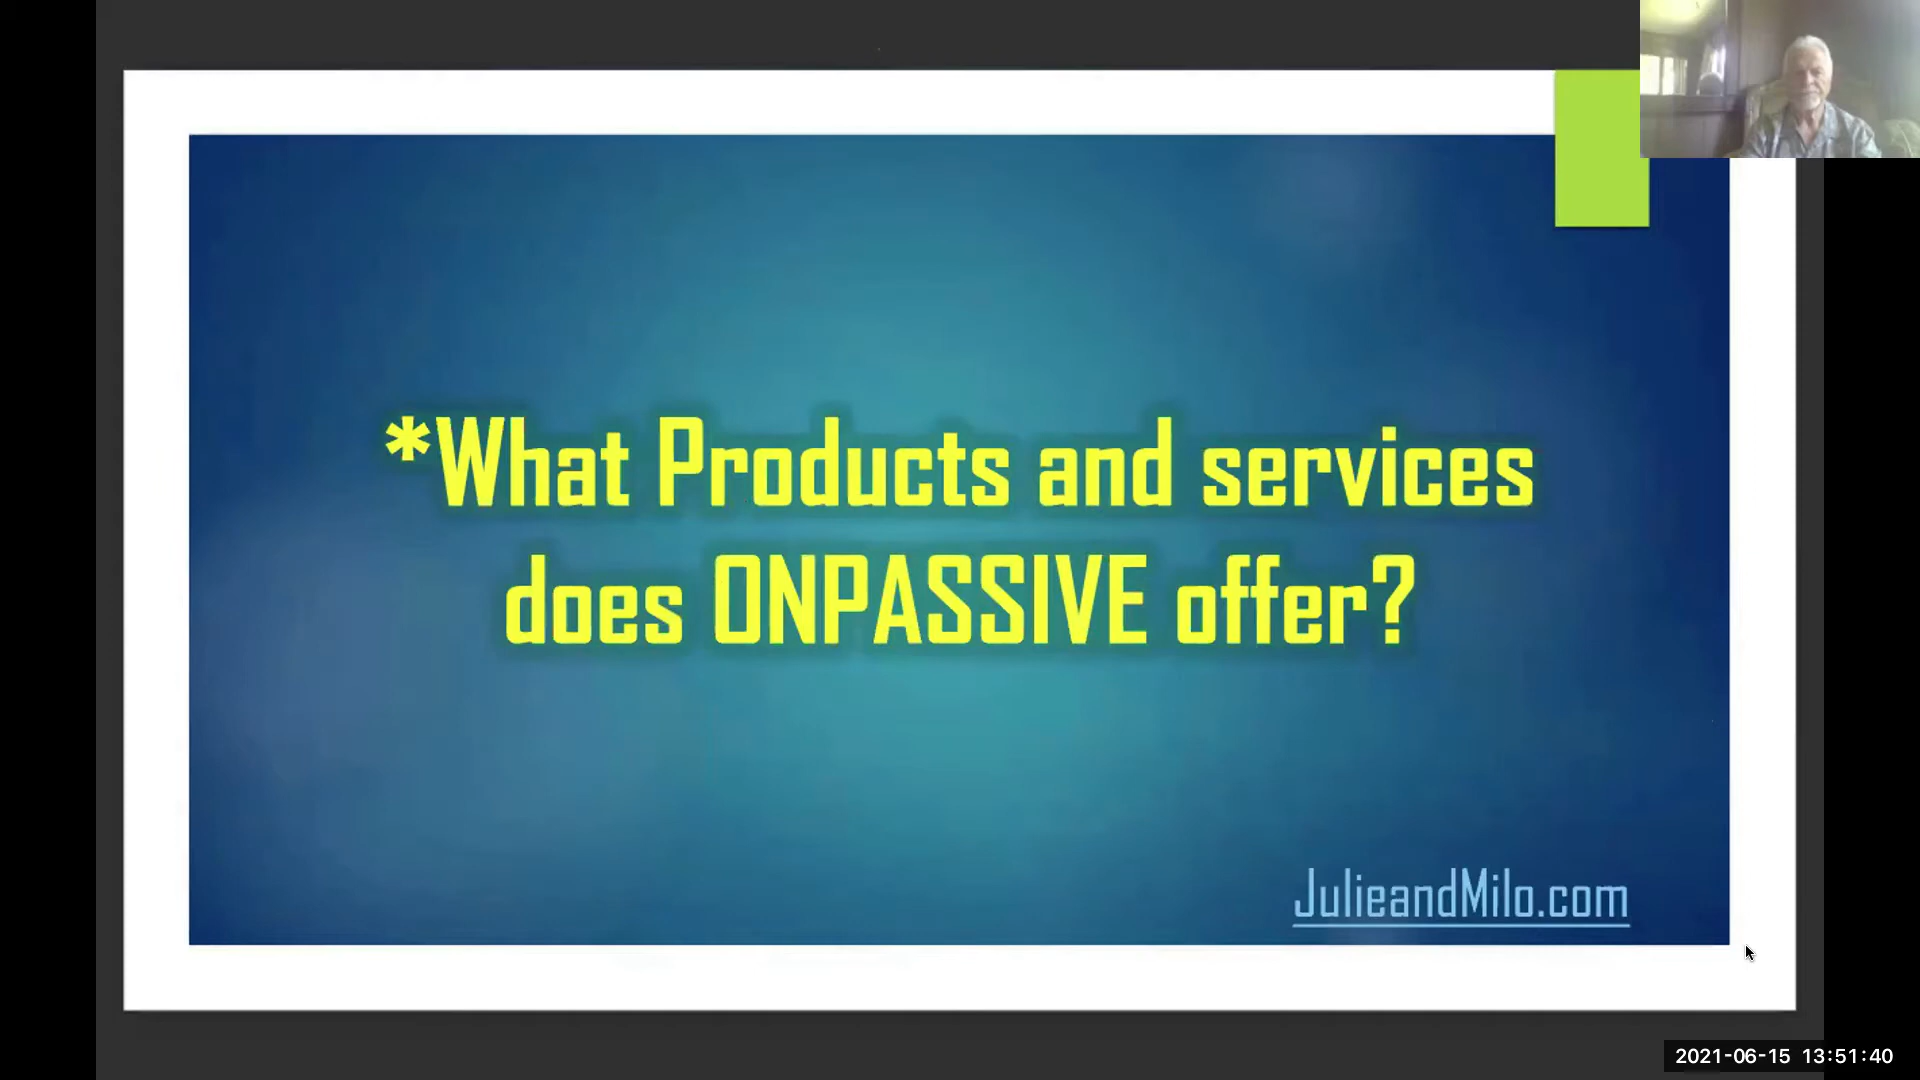 *What Products and services
does ONPASSIVE offer?
JulieandMilo.com
2021-06-15 13:51:40